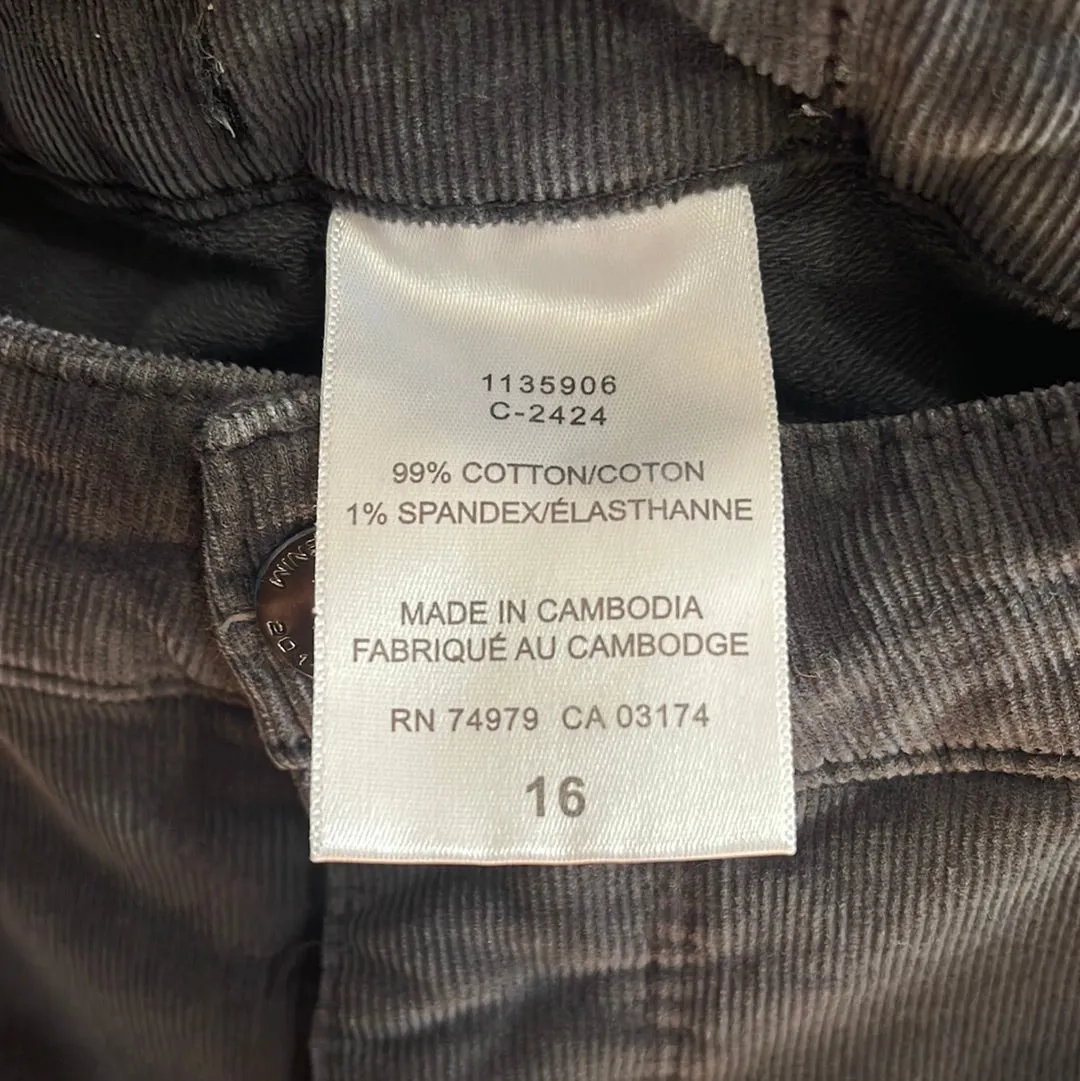 1135906
C-2424
99% COTTON/COTON
1% SPANDEX/ÉLASTHANNE
MADE IN CAMBODIA
FABRIQUÉ AU CAMBODGE
RN 74979 CA 03174
16